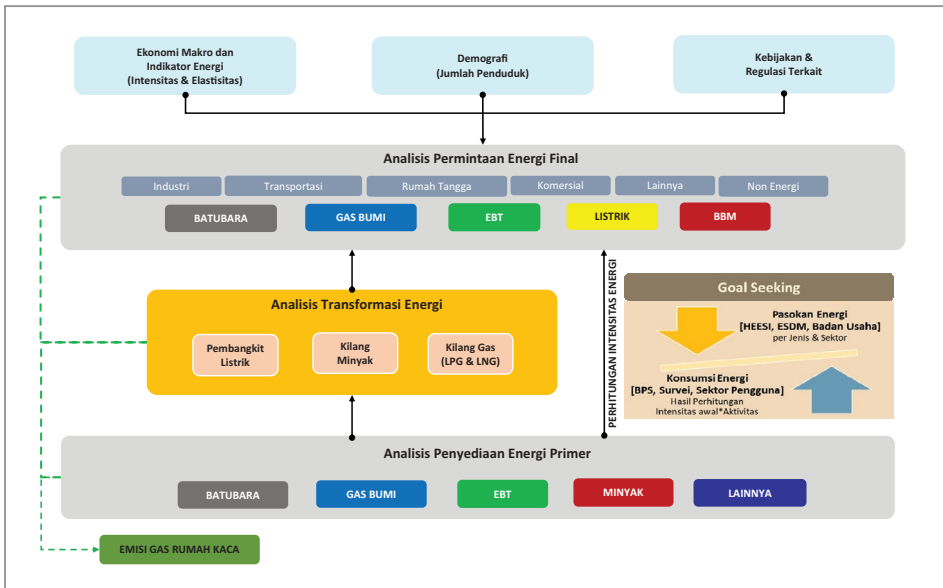 Ekonomi Makro dan
Indikator Energi
(Intensitas & Elastisitas)
Demografi
(Jumlah Penduduk)
Kebijakan &
Regulasi Terkait
Analisis Permintaan Energi Final
Industri
Transportasi
Rumah Tangga
Komersial
Lainnya
Non Energi
BATUBARA
GAS BUMI
EBT
LISTRIK
BBM
Analisis Transformasi Energi
Pembangkit
Listrik
Kilang
Minyak
Kilang Gas
(LPG & LNG)
PERHITUNGAN INTENSITAS ENERGI
Goal Seeking
Pasokan Energi
[HEESI, ESDM, Badan Usaha]
per Jenis & Sektor
Konsumsi Energi
[BPS, Survei, Sektor Pengguna]
Hasil Perhitungan
Intensitas awal*Aktivitas
Analisis Penyediaan Energi Primer
BATUBARA
GAS BUMI
EBT
MINYAK
LAINNYA
EMISI GAS RUMAH KACA